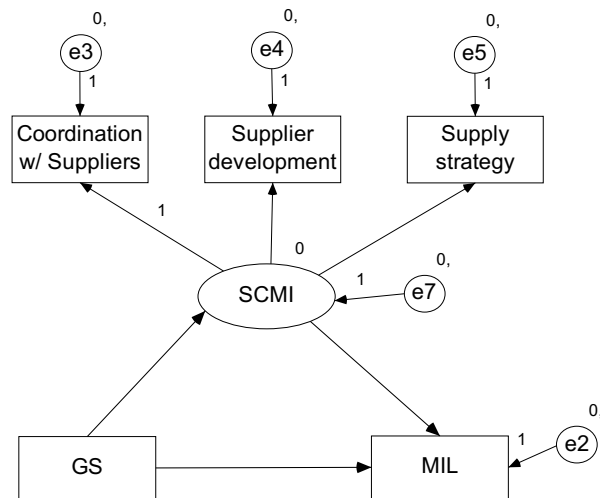 0,
0,
0,
e3
e4
e5
1
1
1
Coordination
w/ Suppliers
Supplier
development
Supply
strategy
1
0
0,
1
SCMI
e7
0,
1
e2
GS
MIL